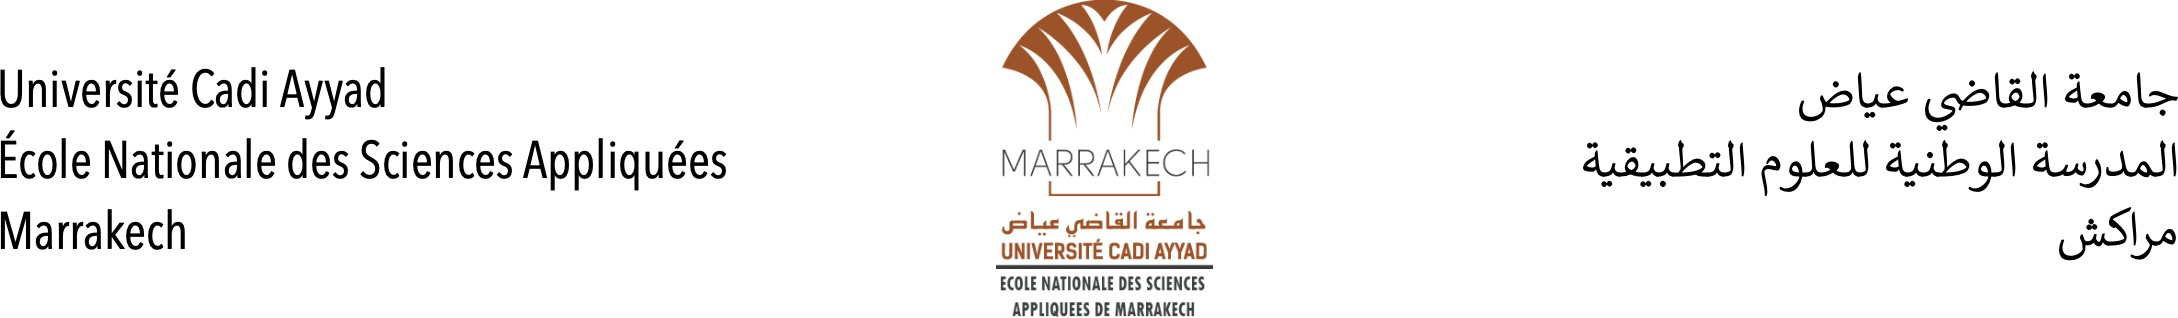 Université Cadi Ayyad
École Nationale des Sciences Appliquées
Marrakech
MARRAKECH
جامعة القاضي عياض
UNIVERSITÉ CADI AYYAD
ECOLE NATIONALE DES SCIENCES
APPLIQUEES DE MARRAKECH
جامعة القاضي عياض
المدرسة الوطنية للعلوم التطبيقية
مراكش